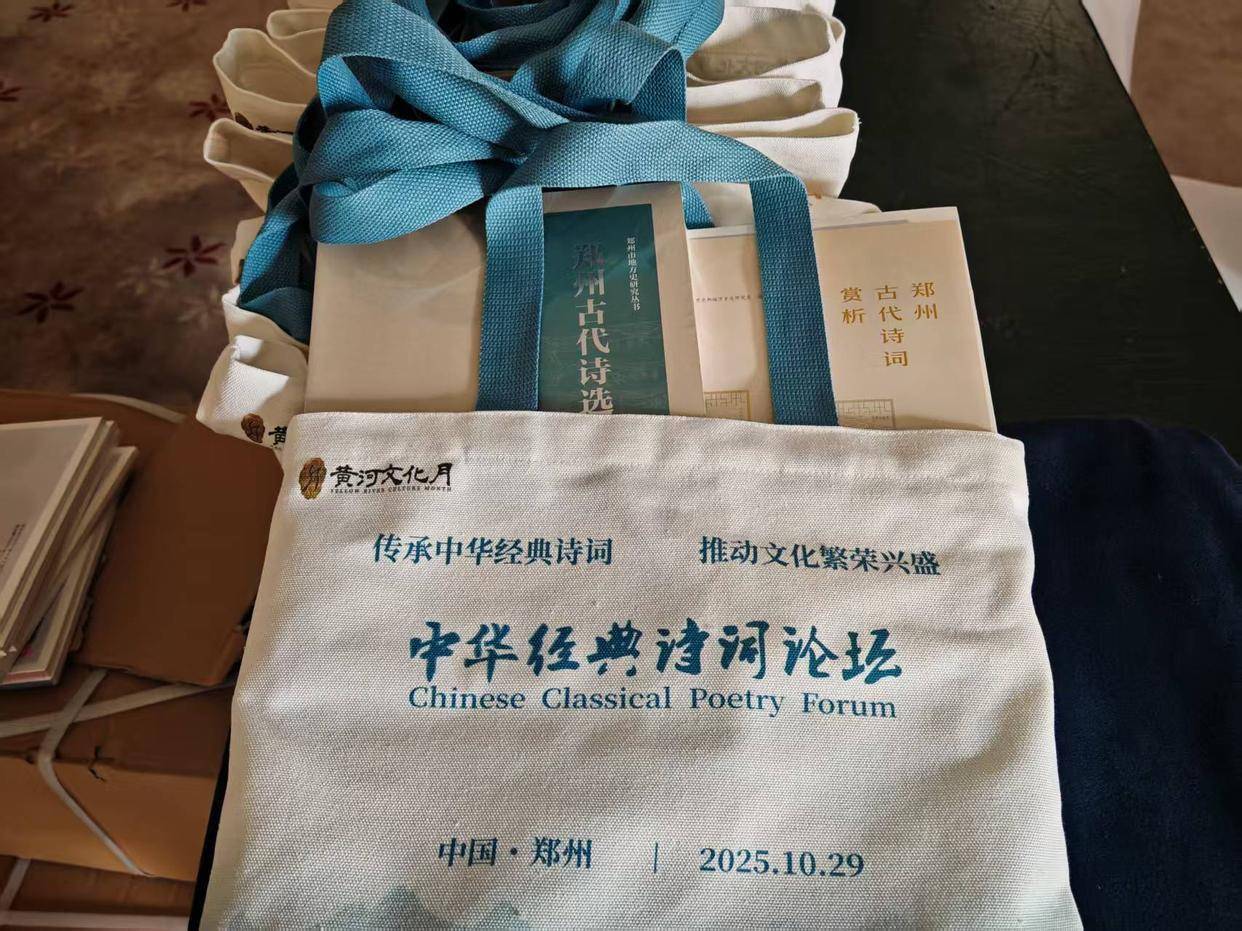 郑州市地方史研究丛书
郑州古代诗选
郑州
古代诗词
赏析
黄河文化月
YELLOW RIVER CULTURE MONTH
传承中华经典诗词 推动文化繁荣兴盛
中华经典诗词论坛
Chinese Classical Poetry Forum
中国·郑州 | 2025.10.29
黄